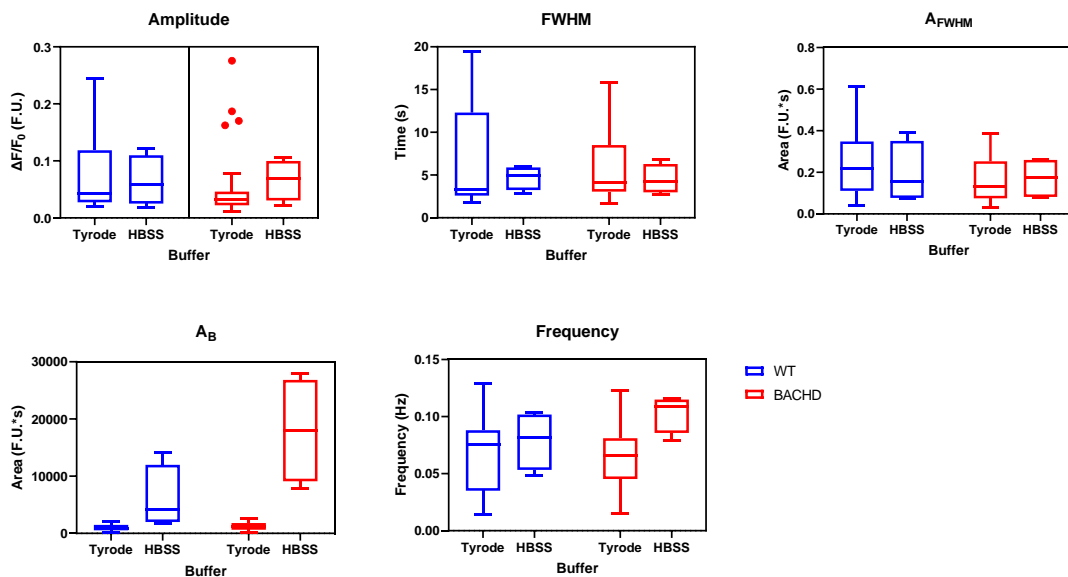 Amplitude
0.3
0.2
0.1
0.0
ΔF/F0 (F.U.)
Tyrode HBSS Tyrode HBSS
Buffer
FWHM
20
15
10
5
0
Time (s)
Tyrode HBSS Tyrode HBSS
Buffer
AFWHM
0.8
0.6
0.4
0.2
0.0
Area (F.U.*s)
Tyrode HBSS Tyrode HBSS
Buffer
AB
30000
20000
10000
0
Area (F.U.*s)
Tyrode HBSS Tyrode HBSS
Buffer
Frequency
0.15
0.10
0.05
0.00
Frequency (Hz)
Tyrode HBSS Tyrode HBSS
Buffer
WT
BACHD